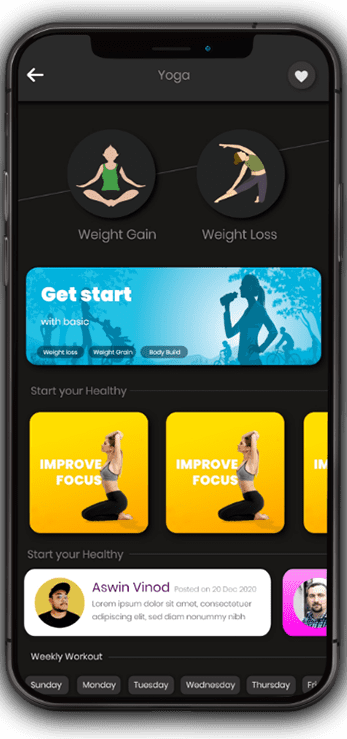 Yoga
Weight Gain
Weight Loss
Get start
with basic
Weight loss
Weight Grain
Body Build
Start your Healthy
IMPROVE
FOCUS
IMPROVE
FOCUS
IM
Start your Healthy
Aswin Vinod Posted on 20 Dec 2020
Lorem ipsum dolor sit amet, consectetuer
adipiscing elit, sed diam nonummy nibh
Weekly Workout
Sunday
Monday
Tuesday
Wednesday
Thursday
Fri